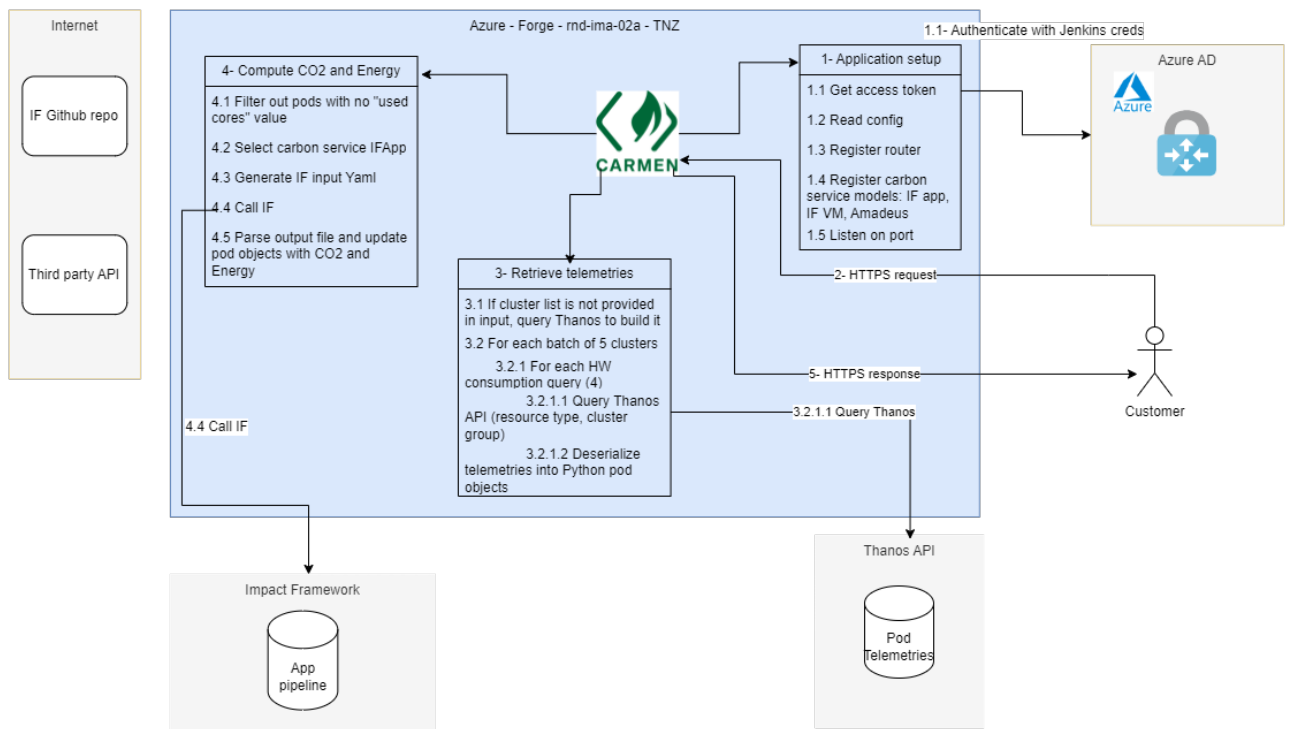 Internet
IF Github repo
Third party API
Azure - Forge - rnd-ima-02a - TNZ
4- Compute CO2 and Energy
4.1 Filter out pods with no "used
cores" value
4.2 Select carbon service IFApp
4.3 Generate IF input Yaml
4.4 Call IF
4.5 Parse output file and update
pod objects with CO2 and
Energy
CARMEN
1- Application setup
1.1 Get access token
1.2 Read config
1.3 Register router
1.4 Register carbon
service models: IF app,
IF VM, Amadeus
1.5 Listen on port
1.1- Authenticate with Jenkins creds
Azure AD
Azure
3- Retrieve telemetries
3.1 If cluster list is not provided
in input, query Thanos to build it
3.2 For each batch of 5 clusters
3.2.1 For each HW
consumption query (4)
3.2.1.1 Query Thanos
API (resource type, cluster
group)
3.2.1.2 Deserialize
telemetries into Python pod
objects
2- HTTPS request
5- HTTPS response
Customer
3.2.1.1 Query Thanos
4.4 Call IF
Impact Framework
App
pipeline
Thanos API
Pod
Telemetries